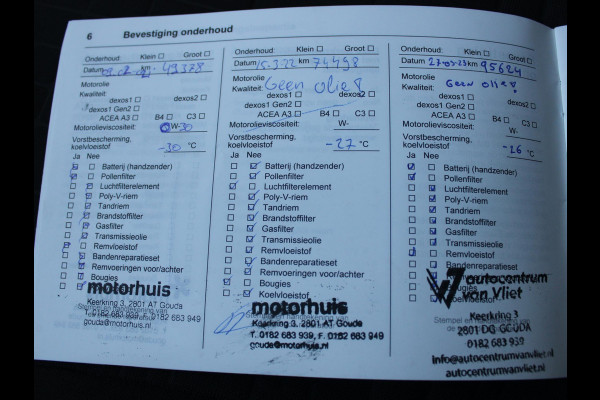 6 Bevestiging onderhoud
Onderhoud: Klein Groot
Datum km 49378
Motorolie
Kwaliteit:
dexos1 dexos2
dexos1 Gen2
ACEA A3 B4 C3
Motorolieviscositeit: 0W-30
Vorstbescherming,
koelvloeistof -30 °C
Ja Nee
Batterij (handzender)
Pollenfilter
Luchtfilterelement
Poly-V-riem
Tandriem
Brandstoffilter
Gasfilter
Transmissieolie
Remvloeistof
Bandenreparatieset
Remvoeringen voor/achter
Bougies
motorhuis
Keerkring 3, 2801 AT Gouda
Stempel en handtekening van
T. 0182 683 939, F. 0182 683 949
gouda@motorhuis.nl
Onderhoud: Klein Groot
Datum 15-3-22 km 74498
Motorolie
Kwaliteit: Geen olie!
dexos1 dexos2
dexos1 Gen2
ACEA A3 B4 C3
Motorolieviscositeit: W-
Vorstbescherming,
koelvloeistof -27 °C
Ja Nee
Batterij (handzender)
Pollenfilter
Luchtfilterelement
Poly-V-riem
Tandriem
Brandstoffilter
Gasfilter
Transmissieolie
Remvloeistof
Bandenreparatieset
Remvoeringen voor/achter
Bougies
Koelvloeistof
motorhuis
Keerkring 3, 2801 AT Gouda
T. 0182 683 939, F. 0182 683 949
gouda@motorhuis.nl
Onderhoud: Klein Groot
Datum 27-03-23 km 95624
Motorolie
Kwaliteit: Geen olie!
dexos1 dexos2
dexos1 Gen2
ACEA A3 B4 C3
Motorolieviscositeit: W-
Vorstbescherming,
koelvloeistof -26 °C
Ja Nee
Batterij (handzender)
Pollenfilter
Luchtfilterelement
Poly-V-riem
Tandriem
Brandstoffilter
Gasfilter
Transmissieolie
Remvloeistof
Bandenreparatieset
Koelvloeistof
autocentrum
van Vliet
Keerkring 3
2801 DG GOUDA
0182 683 939
info@autocentrumvanvliet.nl
autocentrumvanvliet.nl